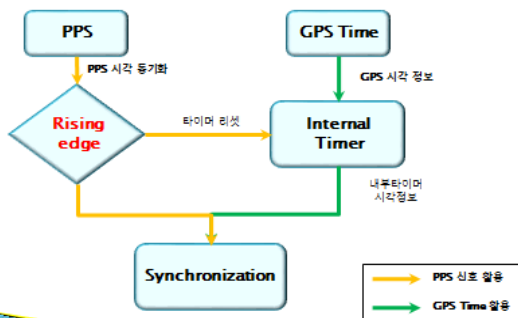 PPS
GPS Time
PPS 시각 동기화
GPS 시각 정보
Rising
edge
타이머 리셋
Internal
Timer
내부타이머
시각정보
Synchronization
PPS 신호 활용
GPS Time 활용